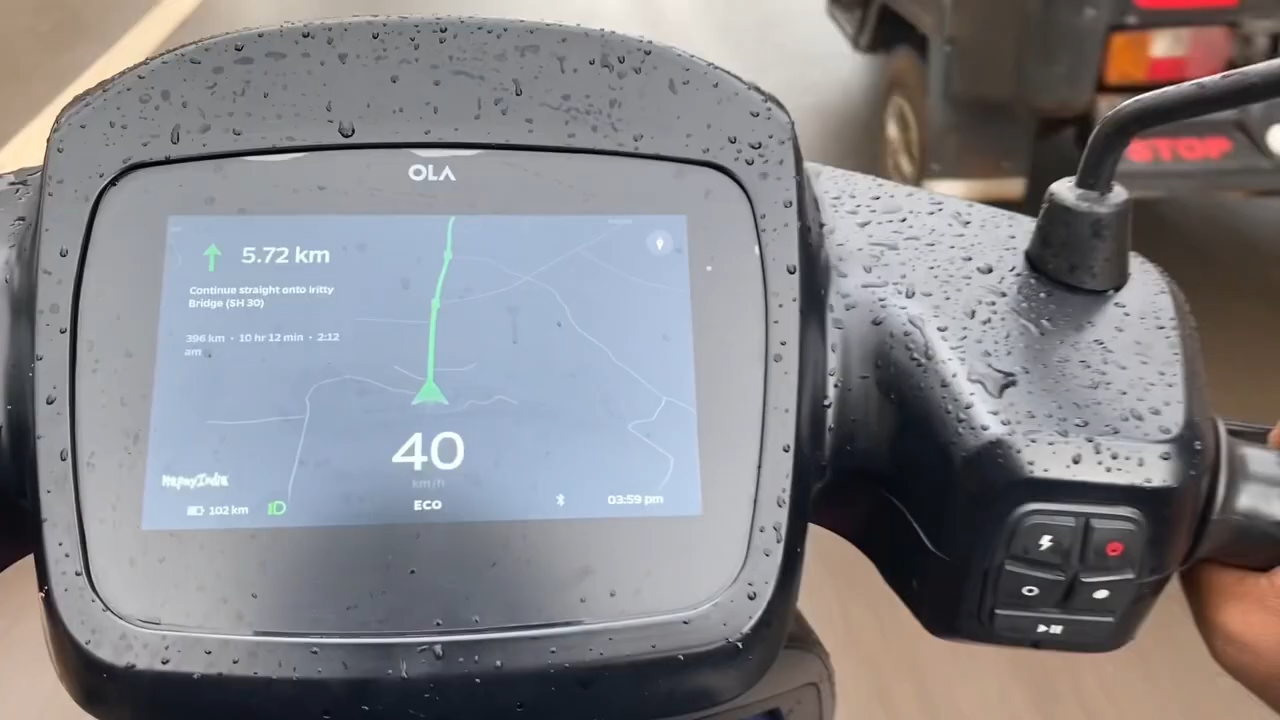 OLA
5.72 km
Continue straight onto Iritty
Bridge (SH 30)
396 km · 10 hr 12 min · 2:12
am
MapmyIndia
40
km/h
102 km
ECO
03:59 pm
STOP